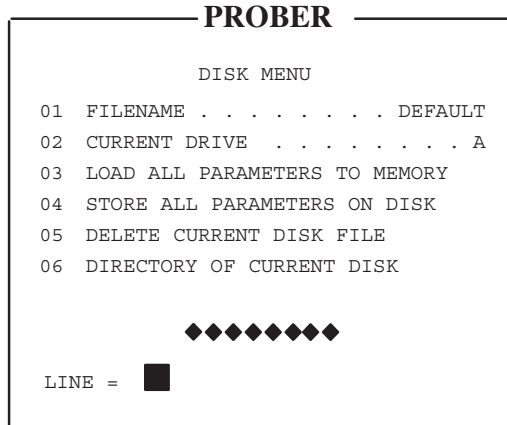 PROBER
DISK MENU
01 FILENAME . . . . . . . . DEFAULT
02 CURRENT DRIVE . . . . . . . . A
03 LOAD ALL PARAMETERS TO MEMORY
04 STORE ALL PARAMETERS ON DISK
05 DELETE CURRENT DISK FILE
06 DIRECTORY OF CURRENT DISK
◆◆◆◆◆◆◆◆
LINE = ■